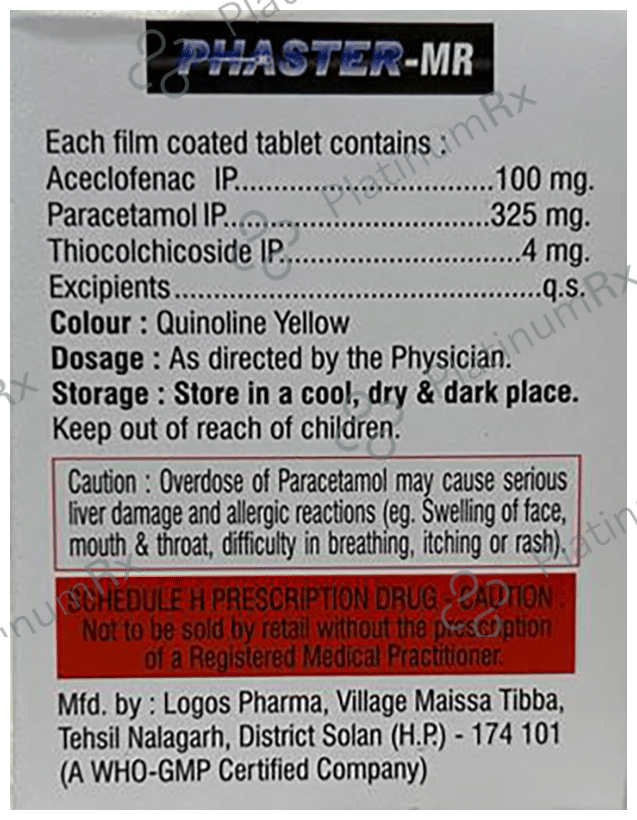 PHASTER-MR
Each film coated tablet contains :
Aceclofenac IP................................100 mg.
Paracetamol IP.................................325 mg.
Thiocolchicoside IP..............................4 mg.
Excipients.............................................q.s.
Colour : Quinoline Yellow
Dosage : As directed by the Physician.
Storage : Store in a cool, dry & dark place.
Keep out of reach of children.
Caution : Overdose of Paracetamol may cause serious
liver damage and allergic reactions (eg. Swelling of face,
mouth & throat, difficulty in breathing, itching or rash).
SCHEDULE H PRESCRIPTION DRUG - CAUTION :
Not to be sold by retail without the prescription
of a Registered Medical Practitioner.
Mfd. by : Logos Pharma, Village Maissa Tibba,
Tehsil Nalagarh, District Solan (H.P.) - 174 101
(A WHO-GMP Certified Company)
PlatinumRx
PlatinumRx
Rx
inumRx
Platin